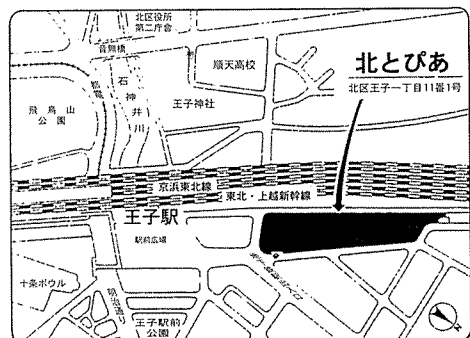 北区役所
第二庁舎
音無橋
順天高校
北とぴあ
北区王子一丁目11番1号
石神井川
王子神社
飛鳥山
公園
京浜東北線
東北・上越新幹線
王子駅
駅前広場
十条ボウル
明治通り
王子駅前
公園
N